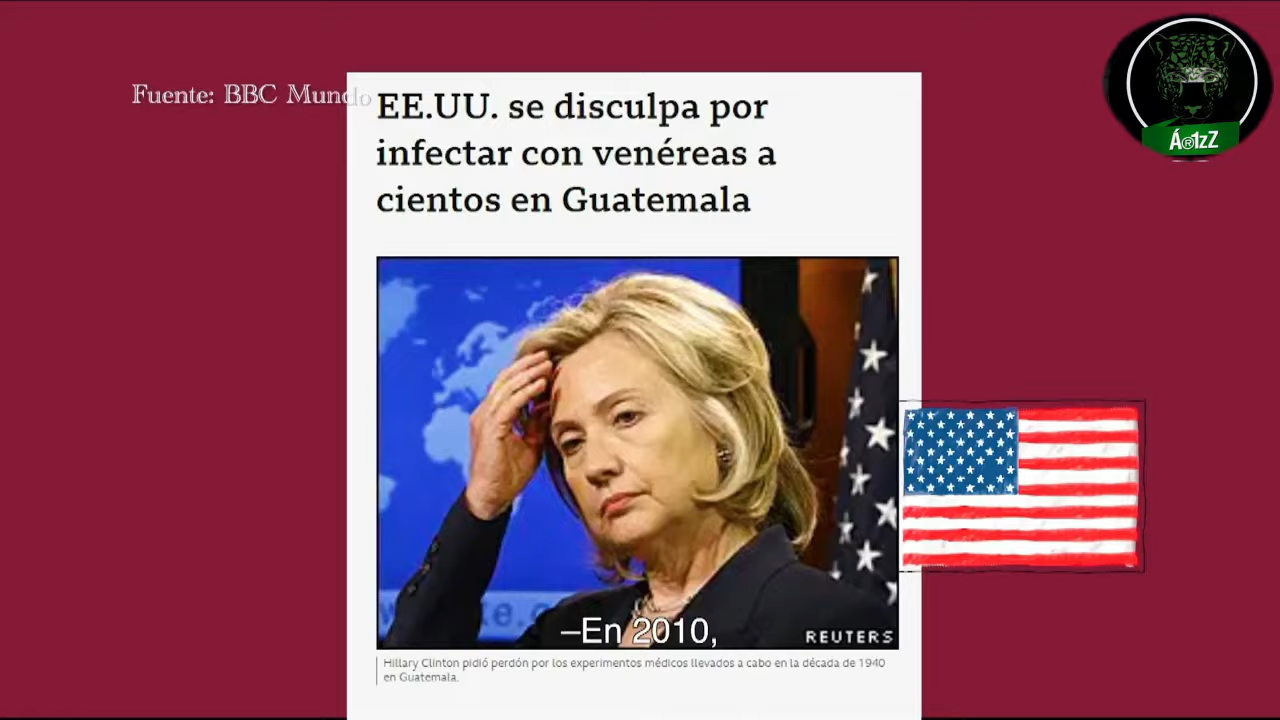 Fuente: BBC Mundo
EE.UU. se disculpa por
infectar con venéreas a
cientos en Guatemala
Á®1zZ
–En 2010,
REUTERS
Hillary Clinton pidió perdón por los experimentos médicos llevados a cabo en la década de 1940
en Guatemala.